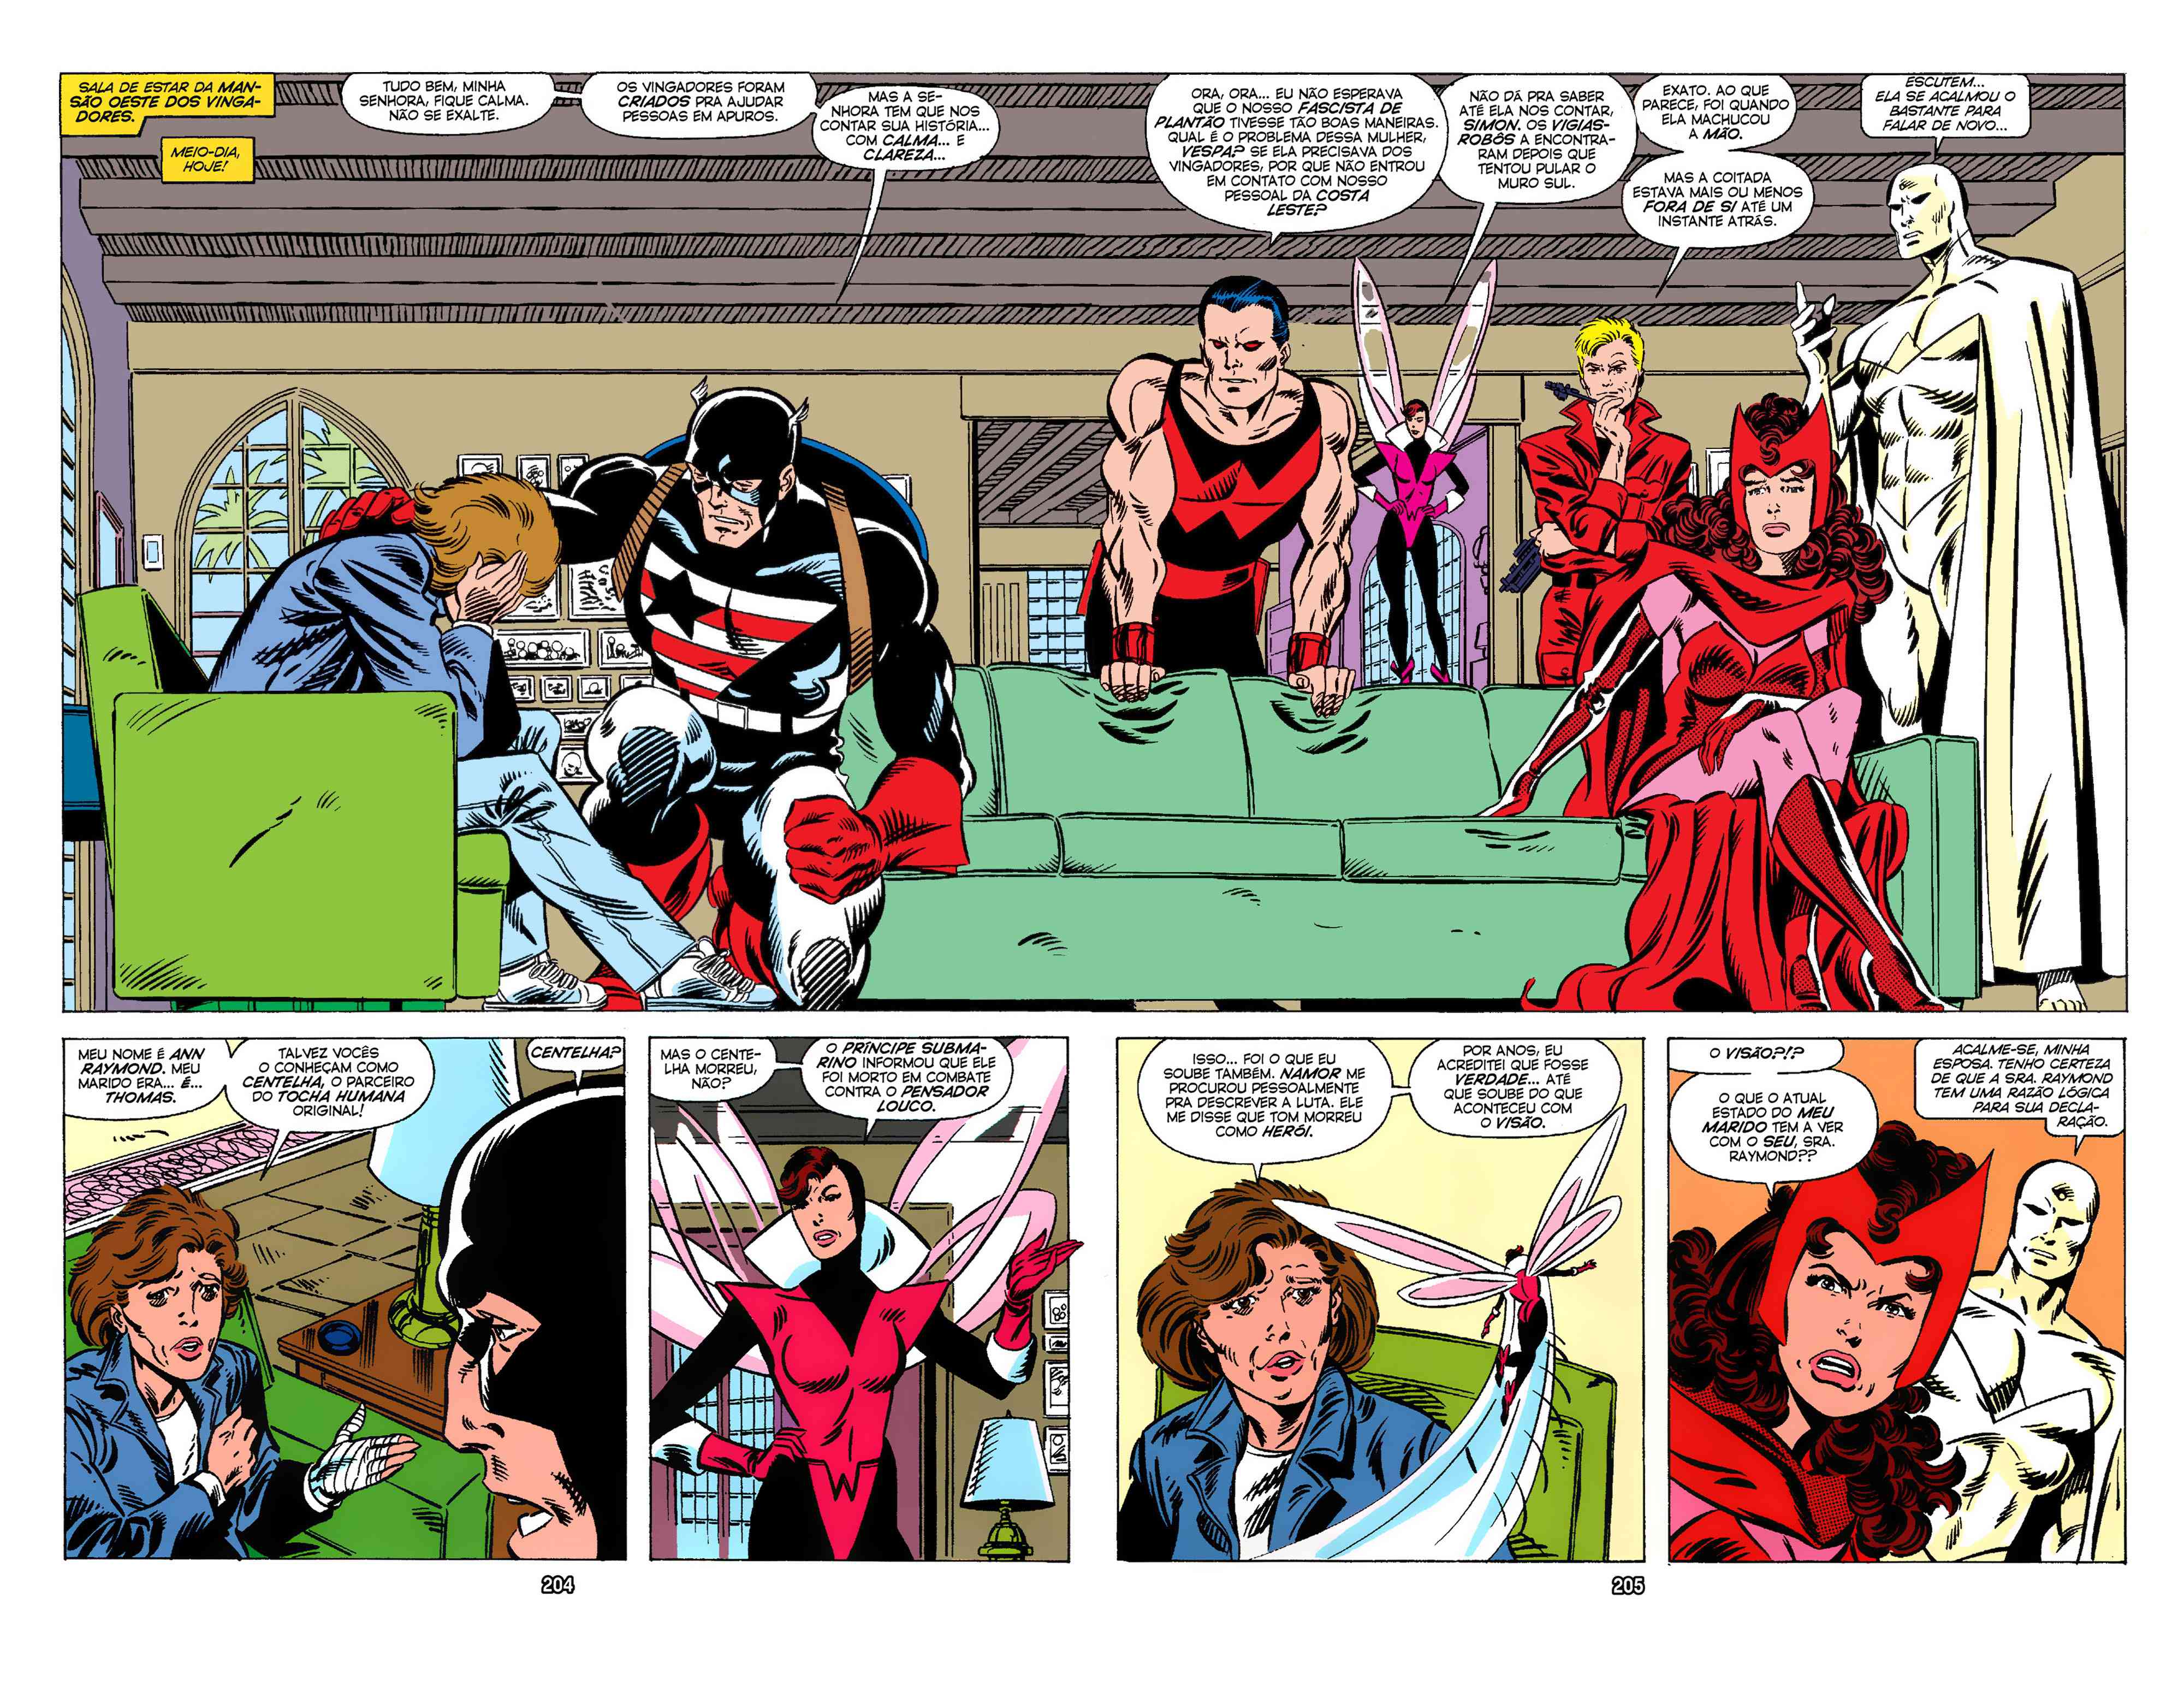 SALA DE ESTAR DA MAN-
SÃO OESTE DOS VINGA-
DORES.
MEIO-DIA,
HOJE!
TUDO BEM, MINHA
SENHORA, FIQUE CALMA.
NÃO SE EXALTE.
OS VINGADORES FORAM
CRIADOS PRA AJUDAR
PESSOAS EM APUROS.
MAS A SE-
NHORA TEM QUE NOS
CONTAR SUA HISTÓRIA...
COM CALMA... E
CLAREZA...
ORA, ORA... EU NÃO ESPERAVA
QUE O NOSSO FASCISTA DE
PLANTÃO TIVESSE TÃO BOAS MANEIRAS.
QUAL É O PROBLEMA DESSA MULHER,
VESPA? SE ELA PRECISAVA DOS
VINGADORES, POR QUE NÃO ENTROU
EM CONTATO COM NOSSO
PESSOAL DA COSTA
LESTE?
NÃO DÁ PRA SABER
ATÉ ELA NOS CONTAR,
SIMON. OS VIGIAS-
ROBÔS A ENCONTRA-
RAM DEPOIS QUE
TENTOU PULAR O
MURO SUL.
EXATO. AO QUE
PARECE, FOI QUANDO
ELA MACHUCOU
A MÃO.
MAS A COITADA
ESTAVA MAIS OU MENOS
FORA DE SI ATÉ UM
INSTANTE ATRÁS.
ESCUTEM...
ELA SE ACALMOU O
BASTANTE PARA
FALAR DE NOVO...
MEU NOME É ANN
RAYMOND. MEU
MARIDO ERA... É...
THOMAS.
TALVEZ VOCÊS
O CONHEÇAM COMO
CENTELHA, O PARCEIRO
DO TOCHA HUMANA
ORIGINAL!
CENTELHA?
MAS O CENTE-
LHA MORREU,
NÃO?
O PRÍNCIPE SUBMA-
RINO INFORMOU QUE ELE
FOI MORTO EM COMBATE
CONTRA O PENSADOR
LOUCO.
W
ISSO... FOI O QUE EU
SOUBE TAMBÉM. NAMOR ME
PROCUROU PESSOALMENTE
PRA DESCREVER A LUTA. ELE
ME DISSE QUE TOM MORREU
COMO HERÓI.
POR ANOS, EU
ACREDITEI QUE FOSSE
VERDADE... ATÉ
QUE SOUBE DO QUE
ACONTECEU COM
O VISÃO.
O VISÃO?!?
O QUE O ATUAL
ESTADO DO MEU
MARIDO TEM A VER
COM O SEU, SRA.
RAYMOND??
ACALME-SE, MINHA
ESPOSA. TENHO CERTEZA
DE QUE A SRA. RAYMOND
TEM UMA RAZÃO LÓGICA
PARA SUA DECLA-
RAÇÃO.
204
205